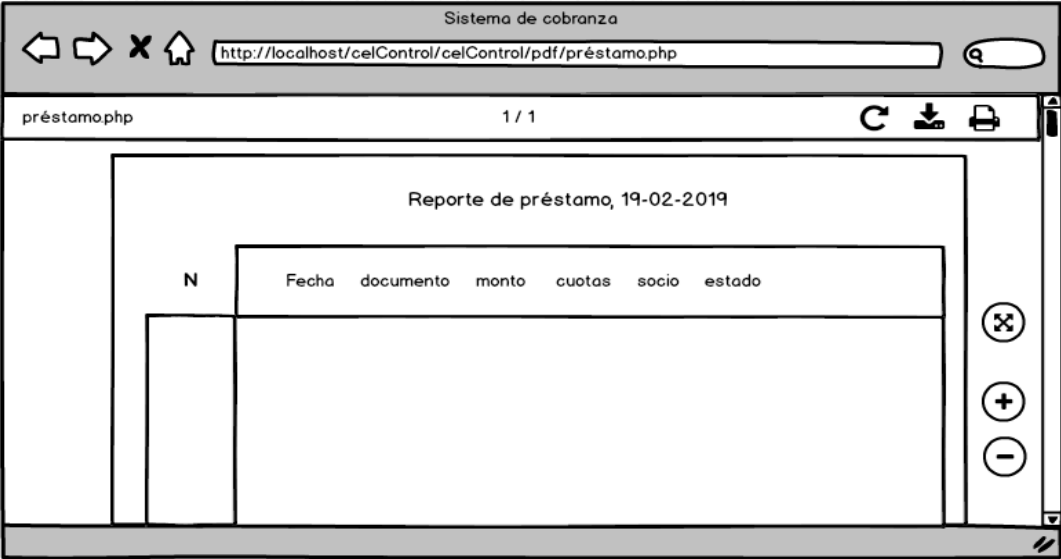 Sistema de cobranza
http://localhost/celControl/celControl/pdf/préstamo.php
préstamo.php 1 / 1
Reporte de préstamo, 19-02-2019
N Fecha documento monto cuotas socio estado